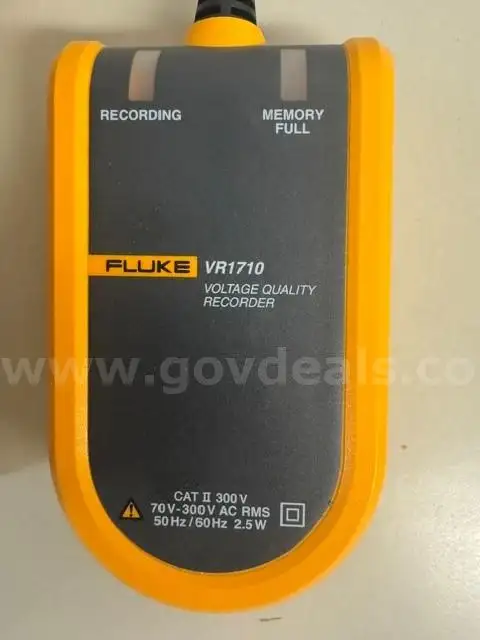 RECORDING
MEMORY
FULL
FLUKE VR1710
VOLTAGE QUALITY
RECORDER
www.govdeals.co
CAT II 300 V
70V-300V AC RMS
50Hz/60Hz 2.5W